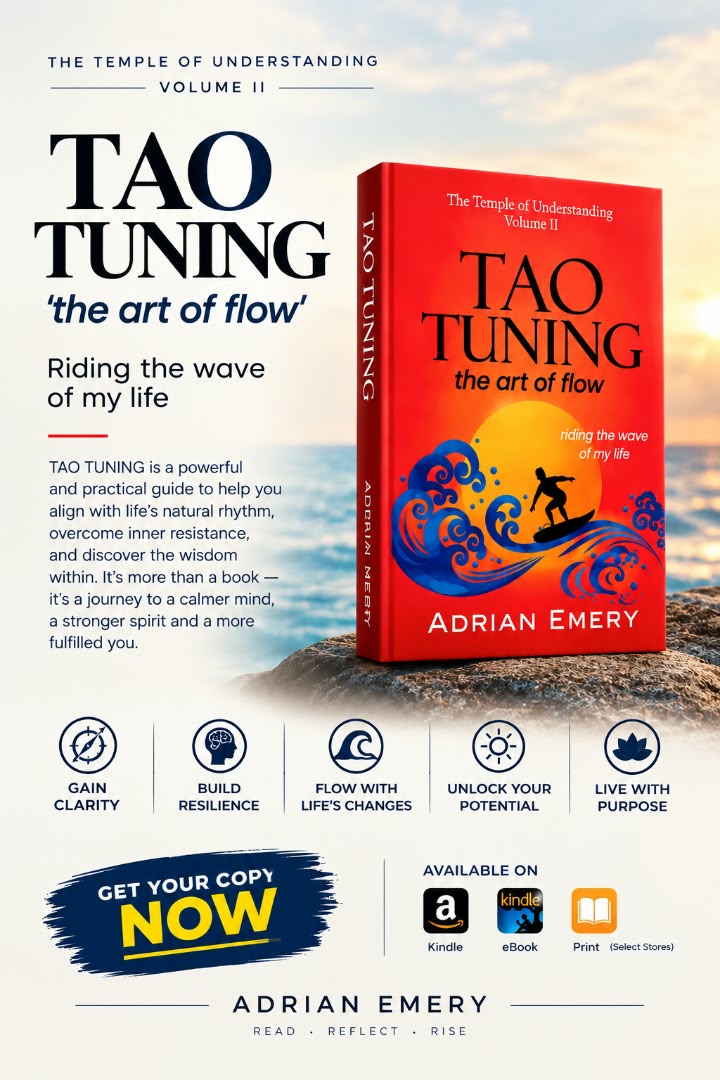 THE TEMPLE OF UNDERSTANDING
VOLUME II
TAO
TUNING
'the art of flow'
Riding the wave
of my life
TAO TUNING is a powerful
and practical guide to help you
align with life's natural rhythm,
overcome inner resistance,
and discover the wisdom
within. It's more than a book —
it's a journey to a calmer mind,
a stronger spirit and a more
fulfilled you.
TAO TUNING
The Temple of Understanding
Volume II
TAO
TUNING
the art of flow
riding the wave
of my life
ADRIAN EMERY
GAIN
CLARITY
BUILD
RESILIENCE
FLOW WITH
LIFE'S CHANGES
UNLOCK YOUR
POTENTIAL
LIVE WITH
PURPOSE
GET YOUR COPY
NOW
AVAILABLE ON
a
kindle
Kindle
eBook
Print (Select Stores)
ADRIAN EMERY
READ · REFLECT · RISE